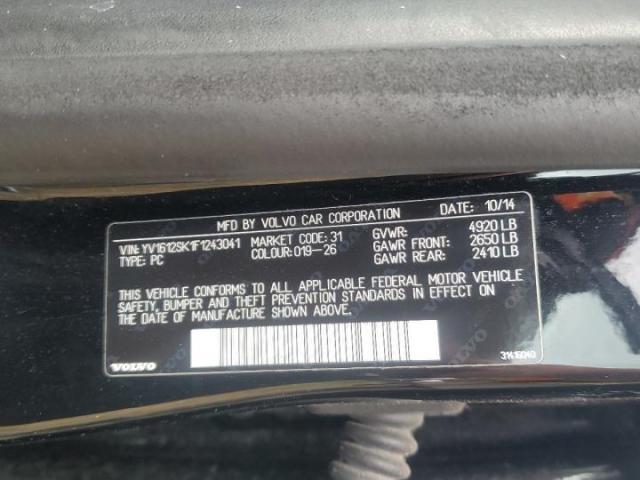 MFD BY VOLVO CAR CORPORATION DATE: 10/14
VIN: YV1612SK1F1243041 MARKET CODE: 31 GVWR: 4920 LB
TYPE: PC COLOUR: 019-26 GAWR FRONT: 2650 LB
GAWR REAR: 2410 LB
THIS VEHICLE CONFORMS TO ALL APPLICABLE FEDERAL MOTOR VEHICLE
SAFETY, BUMPER AND THEFT PREVENTION STANDARDS IN EFFECT ON
THE DATE OF MANUFACTURE SHOWN ABOVE.
VOLVO 31415040